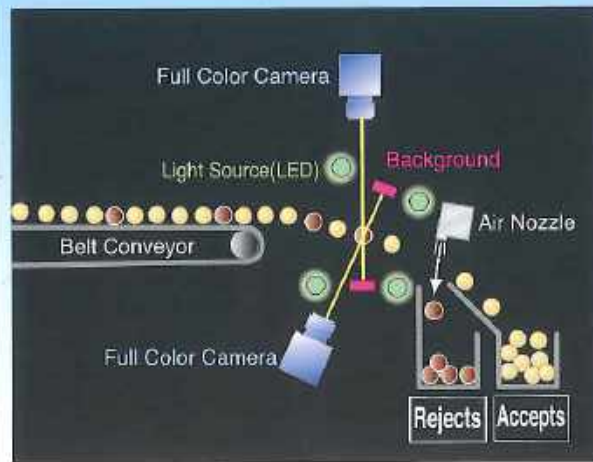 Full Color Camera
Light Source(LED)
Background
Air Nozzle
Belt Conveyor
Full Color Camera
Rejects
Accepts